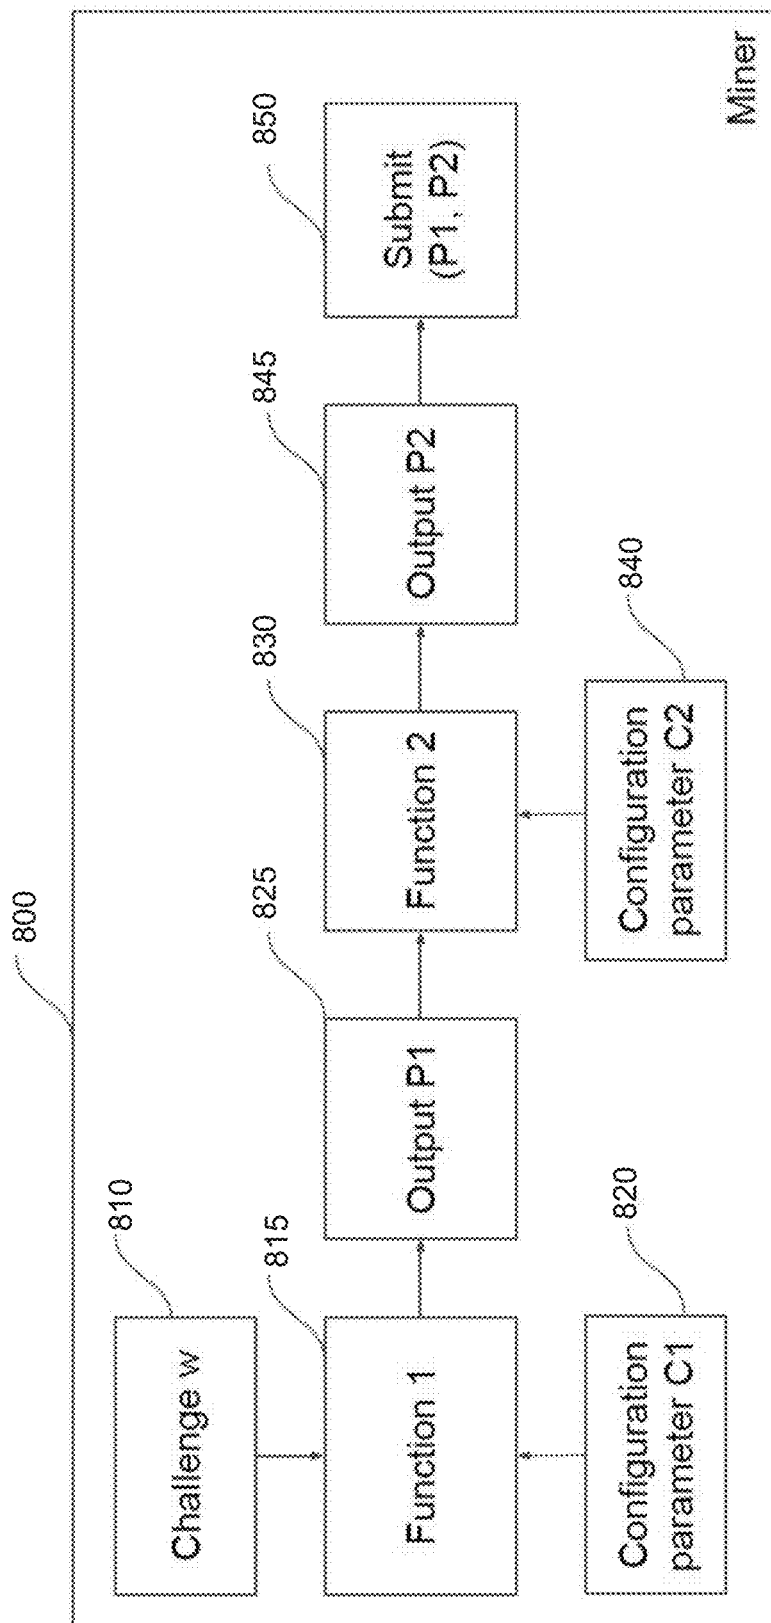 800
810
Challenge w
815
Function 1
820
Configuration
parameter C1
825
Output P1
830
Function 2
840
Configuration
parameter C2
845
Output P2
850
Submit
(P1, P2)
Miner